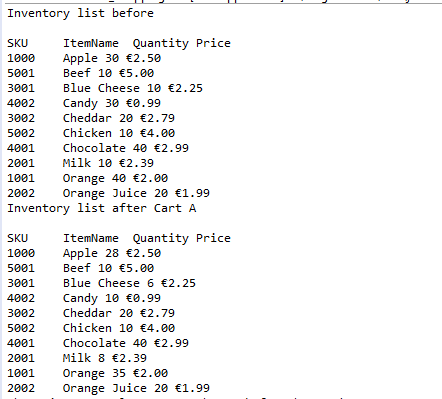 Inventory list before
SKU ItemName Quantity Price
1000 Apple 30 €2.50
5001 Beef 10 €5.00
3001 Blue Cheese 10 €2.25
4002 Candy 30 €0.99
3002 Cheddar 20 €2.79
5002 Chicken 10 €4.00
4001 Chocolate 40 €2.99
2001 Milk 10 €2.39
1001 Orange 40 €2.00
2002 Orange Juice 20 €1.99
Inventory list after Cart A
SKU ItemName Quantity Price
1000 Apple 28 €2.50
5001 Beef 10 €5.00
3001 Blue Cheese 6 €2.25
4002 Candy 10 €0.99
3002 Cheddar 20 €2.79
5002 Chicken 10 €4.00
4001 Chocolate 40 €2.99
2001 Milk 8 €2.39
1001 Orange 35 €2.00
2002 Orange Juice 20 €1.99